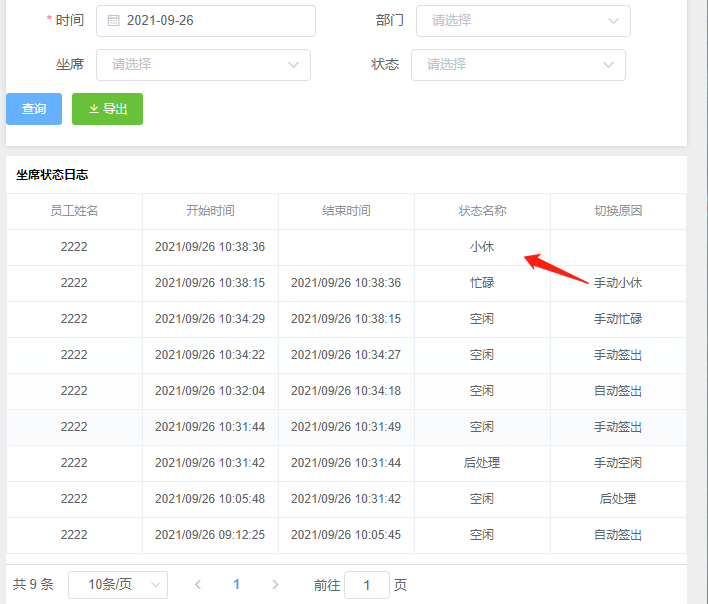 * 时间 2021-09-26 部门 请选择
坐席 请选择 状态 请选择
查询 导出
坐席状态日志
员工姓名 开始时间 结束时间 状态名称 切换原因
2222 2021/09/26 10:38:36 小休
2222 2021/09/26 10:38:15 2021/09/26 10:38:36 忙碌 手动小休
2222 2021/09/26 10:34:29 2021/09/26 10:38:15 空闲 手动忙碌
2222 2021/09/26 10:34:22 2021/09/26 10:34:27 空闲 手动签出
2222 2021/09/26 10:32:04 2021/09/26 10:34:18 空闲 自动签出
2222 2021/09/26 10:31:44 2021/09/26 10:31:49 空闲 手动签出
2222 2021/09/26 10:31:42 2021/09/26 10:31:44 后处理 手动空闲
2222 2021/09/26 10:05:48 2021/09/26 10:31:42 空闲 后处理
2222 2021/09/26 09:12:25 2021/09/26 10:05:45 空闲 自动签出
共 9 条 10条/页 1 前往 1 页